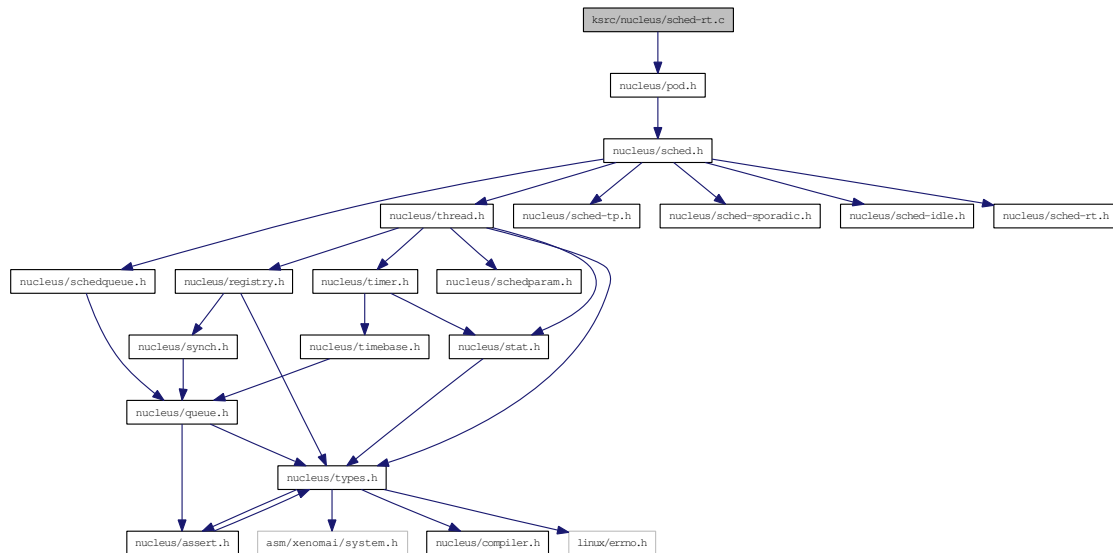 ksrc/nucleus/sched-rt.c
nucleus/pod.h
nucleus/sched.h
nucleus/thread.h
nucleus/sched-tp.h
nucleus/sched-sporadic.h
nucleus/sched-idle.h
nucleus/sched-rt.h
nucleus/schedqueue.h
nucleus/registry.h
nucleus/timer.h
nucleus/schedparam.h
nucleus/synch.h
nucleus/timebase.h
nucleus/stat.h
nucleus/queue.h
nucleus/types.h
nucleus/assert.h
asm/xenomai/system.h
nucleus/compiler.h
linux/errno.h